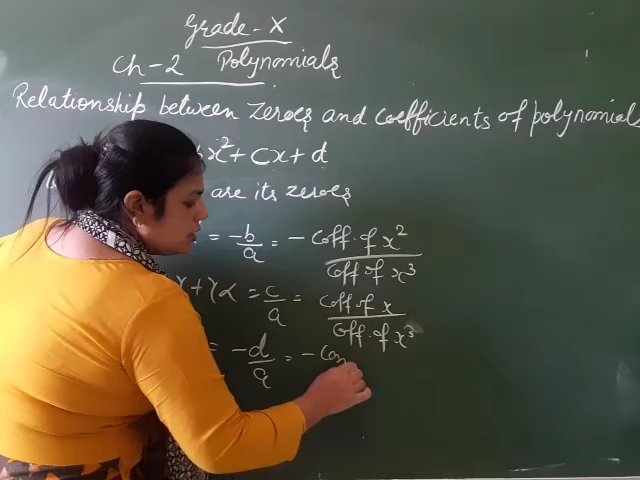 Grade-X
Ch-2 Polynomials
Relationship between Zeroes and Coefficients of polynomials
x² + Cx + d
are its zeroes
= -b/a = - Coff. of x² / Coff. of x³
γ + γα = c/a = Coff of x / Coff. of x³
= -d/a = - Con